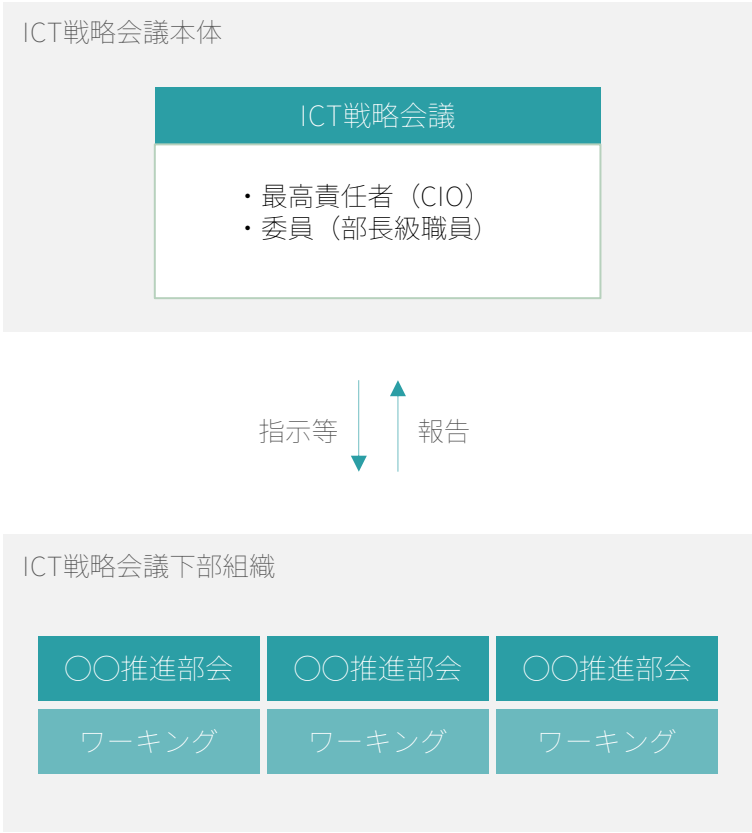 ICT戦略会議本体
ICT戦略会議
・最高責任者（CIO）
・委員（部長級職員）
指示等
報告
ICT戦略会議下部組織
〇〇推進部会
〇〇推進部会
〇〇推進部会
ワーキング
ワーキング
ワーキング